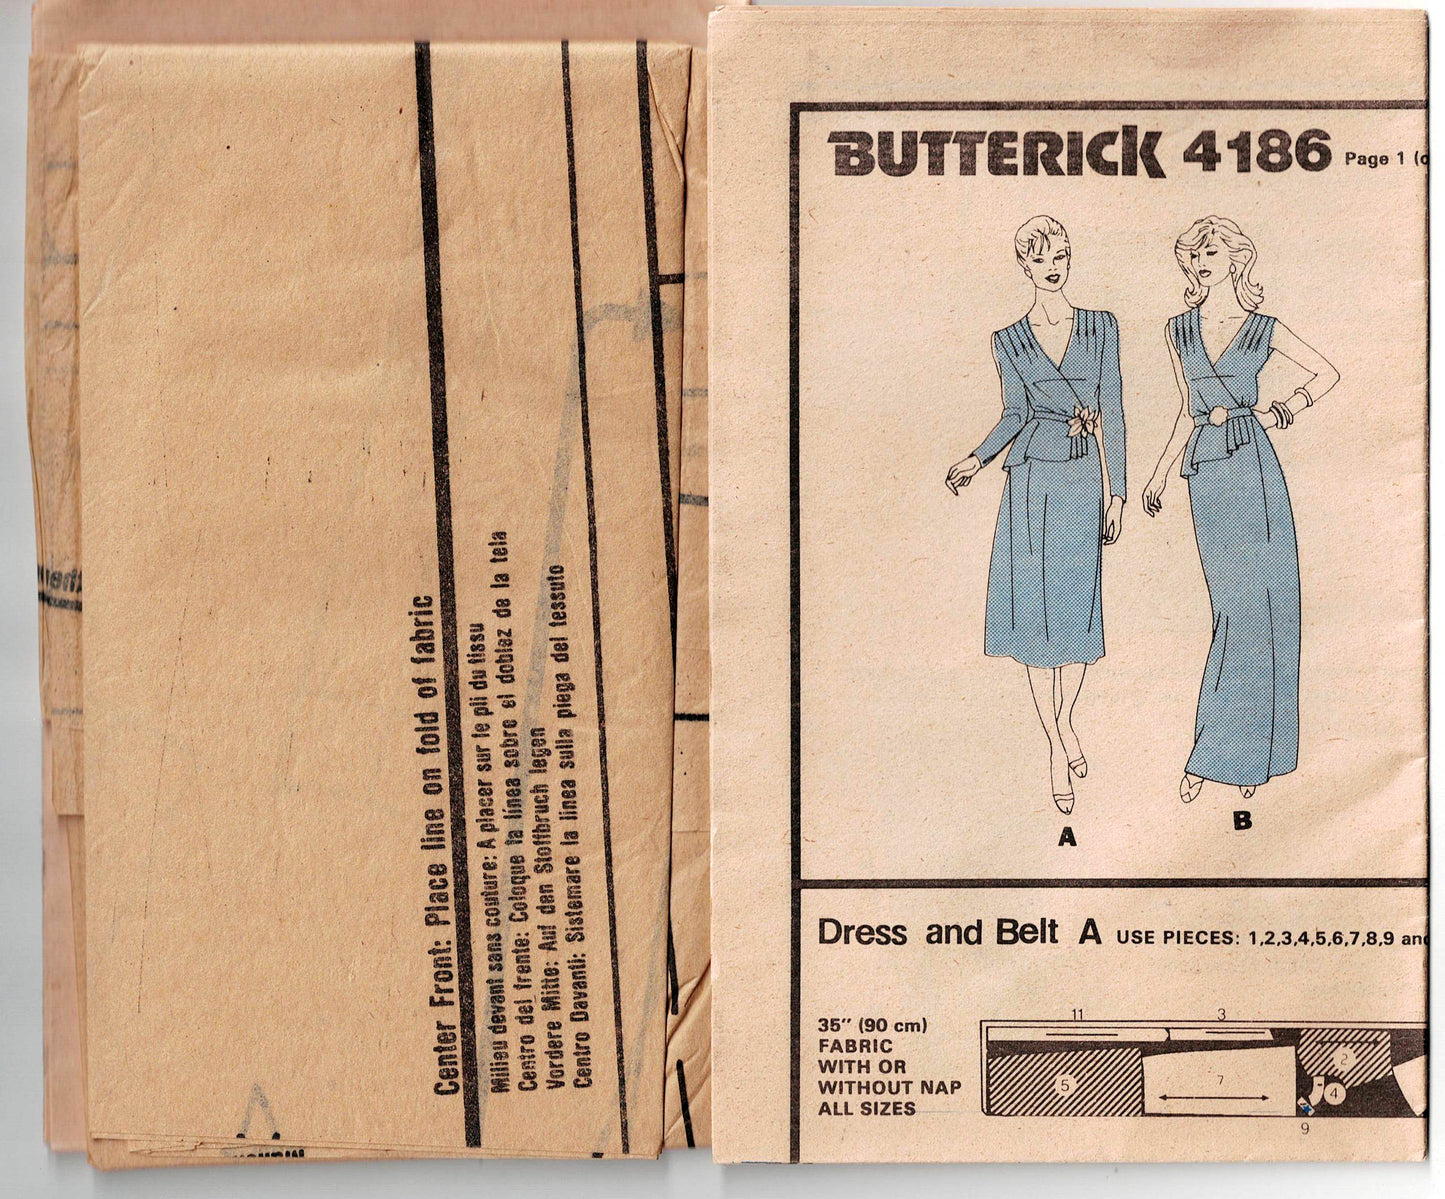 Center Front: Place line on fold of fabric
Milieu devant sans couture: A placer sur le pli du tissu
Centro del frente: Coloque la línea sobre el doblez de la tela
Vordere Mitte: Auf den Stoffbruch legen
Centro Davanti: Sistemare la linea sulla piega del tessuto
BUTTERICK 4186 Page 1 (o
A
B
Dress and Belt A USE PIECES: 1,2,3,4,5,6,7,8,9 an
35" (90 cm)
FABRIC
WITH OR
WITHOUT NAP
ALL SIZES
11
3
5
7
2
4
9